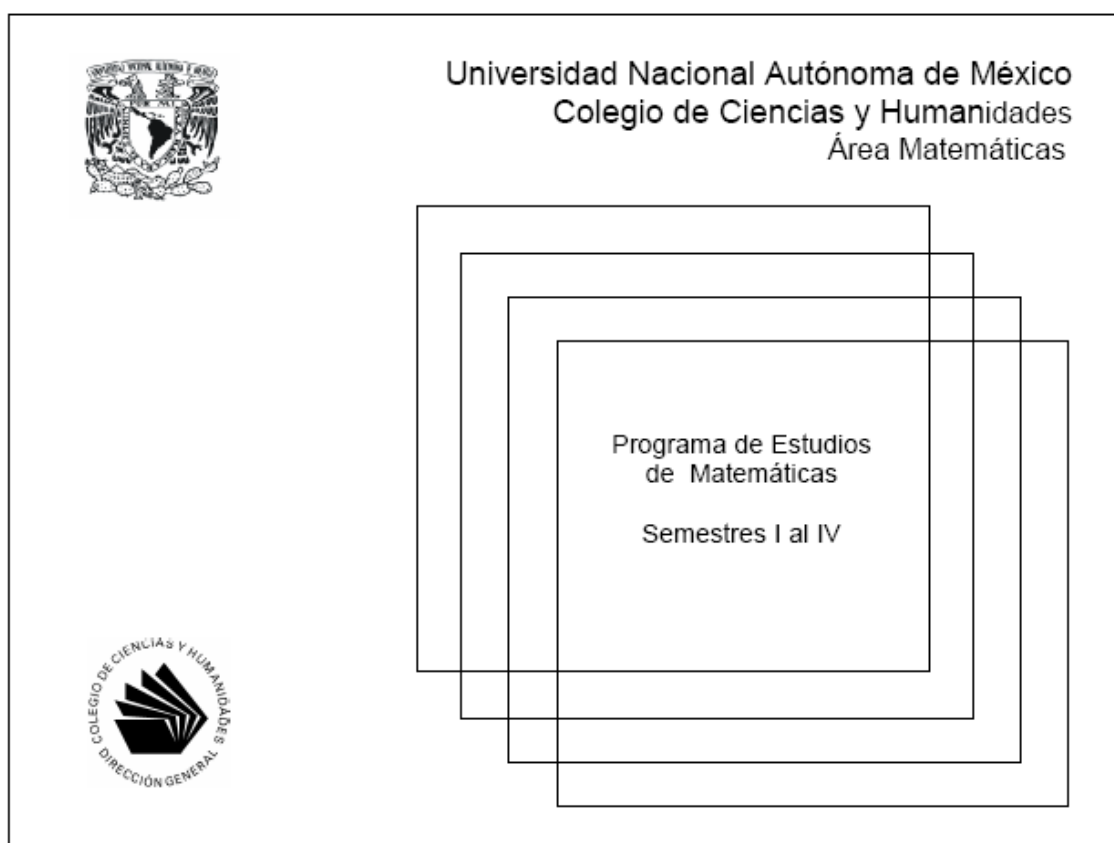 Universidad Nacional Autónoma de México
Colegio de Ciencias y Humanidades
Área Matemáticas
Programa de Estudios
de Matemáticas
Semestres I al IV
COLEGIO DE CIENCIAS Y HUMANIDADES
DIRECCIÓN GENERAL